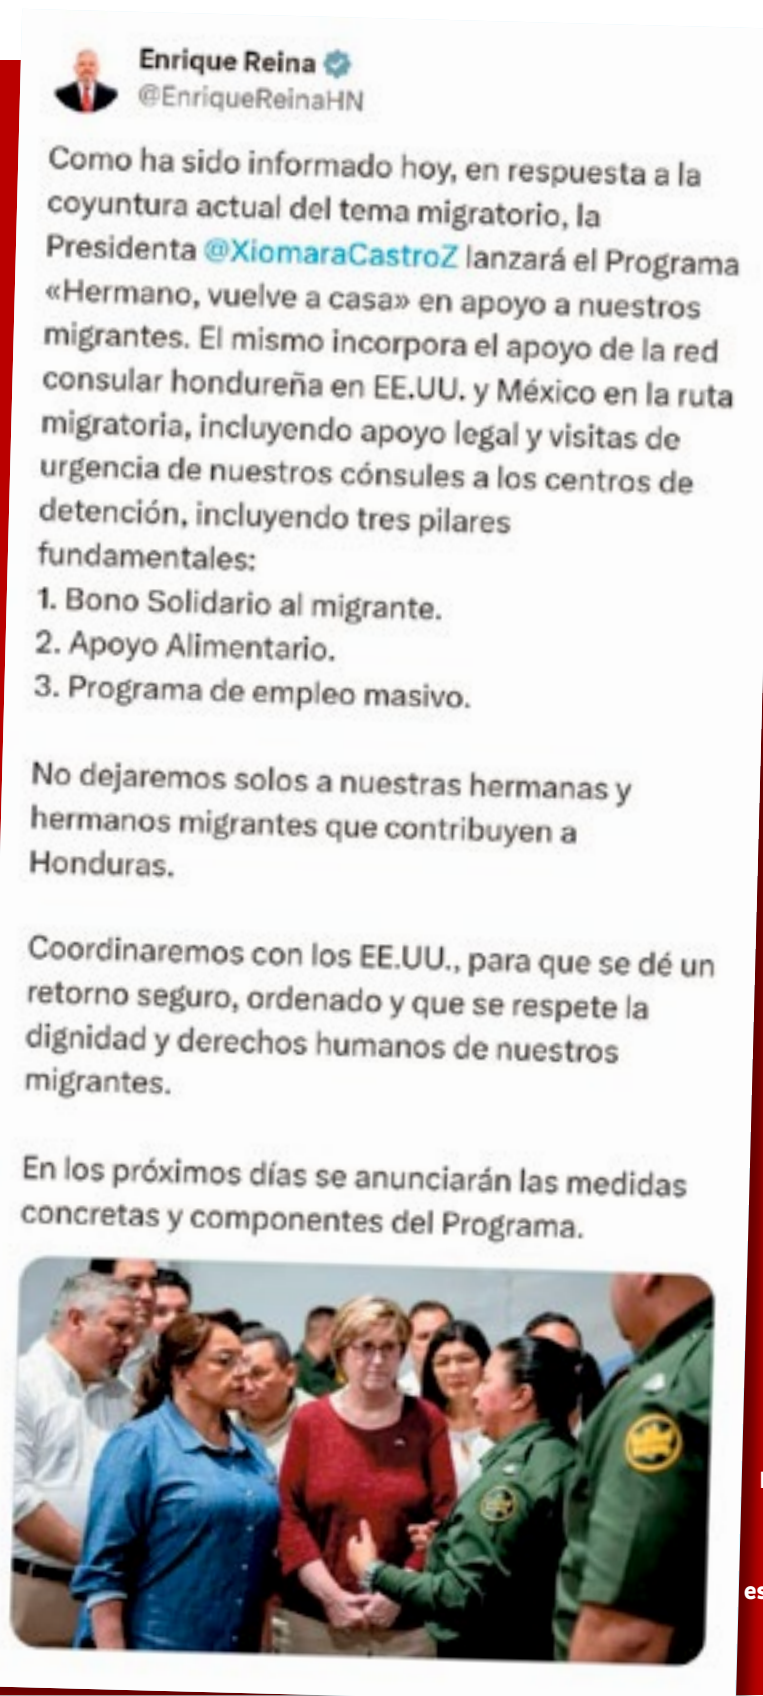 Enrique Reina
@EnriqueReinaHN
Como ha sido informado hoy, en respuesta a la
coyuntura actual del tema migratorio, la
Presidenta @XiomaraCastroZ lanzará el Programa
«Hermano, vuelve a casa» en apoyo a nuestros
migrantes. El mismo incorpora el apoyo de la red
consular hondureña en EE.UU. y México en la ruta
migratoria, incluyendo apoyo legal y visitas de
urgencia de nuestros cónsules a los centros de
detención, incluyendo tres pilares
fundamentales:
1. Bono Solidario al migrante.
2. Apoyo Alimentario.
3. Programa de empleo masivo.
No dejaremos solos a nuestras hermanas y
hermanos migrantes que contribuyen a
Honduras.
Coordinaremos con los EE.UU., para que se dé un
retorno seguro, ordenado y que se respete la
dignidad y derechos humanos de nuestros
migrantes.
En los próximos días se anunciarán las medidas
concretas y componentes del Programa.
es